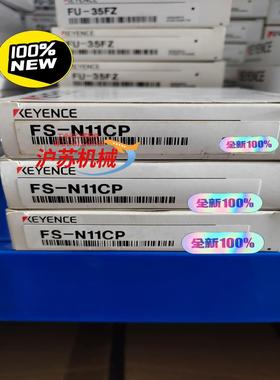 100%
NEW
KEYENCE
FU-35FZ
FU-35FZ
KEYENCE
FS-N11CP
全新100%
沪苏机械
KEYENCE
FS-N11CP
全新100%
KEYENCE
FS-N11CP
全新100%